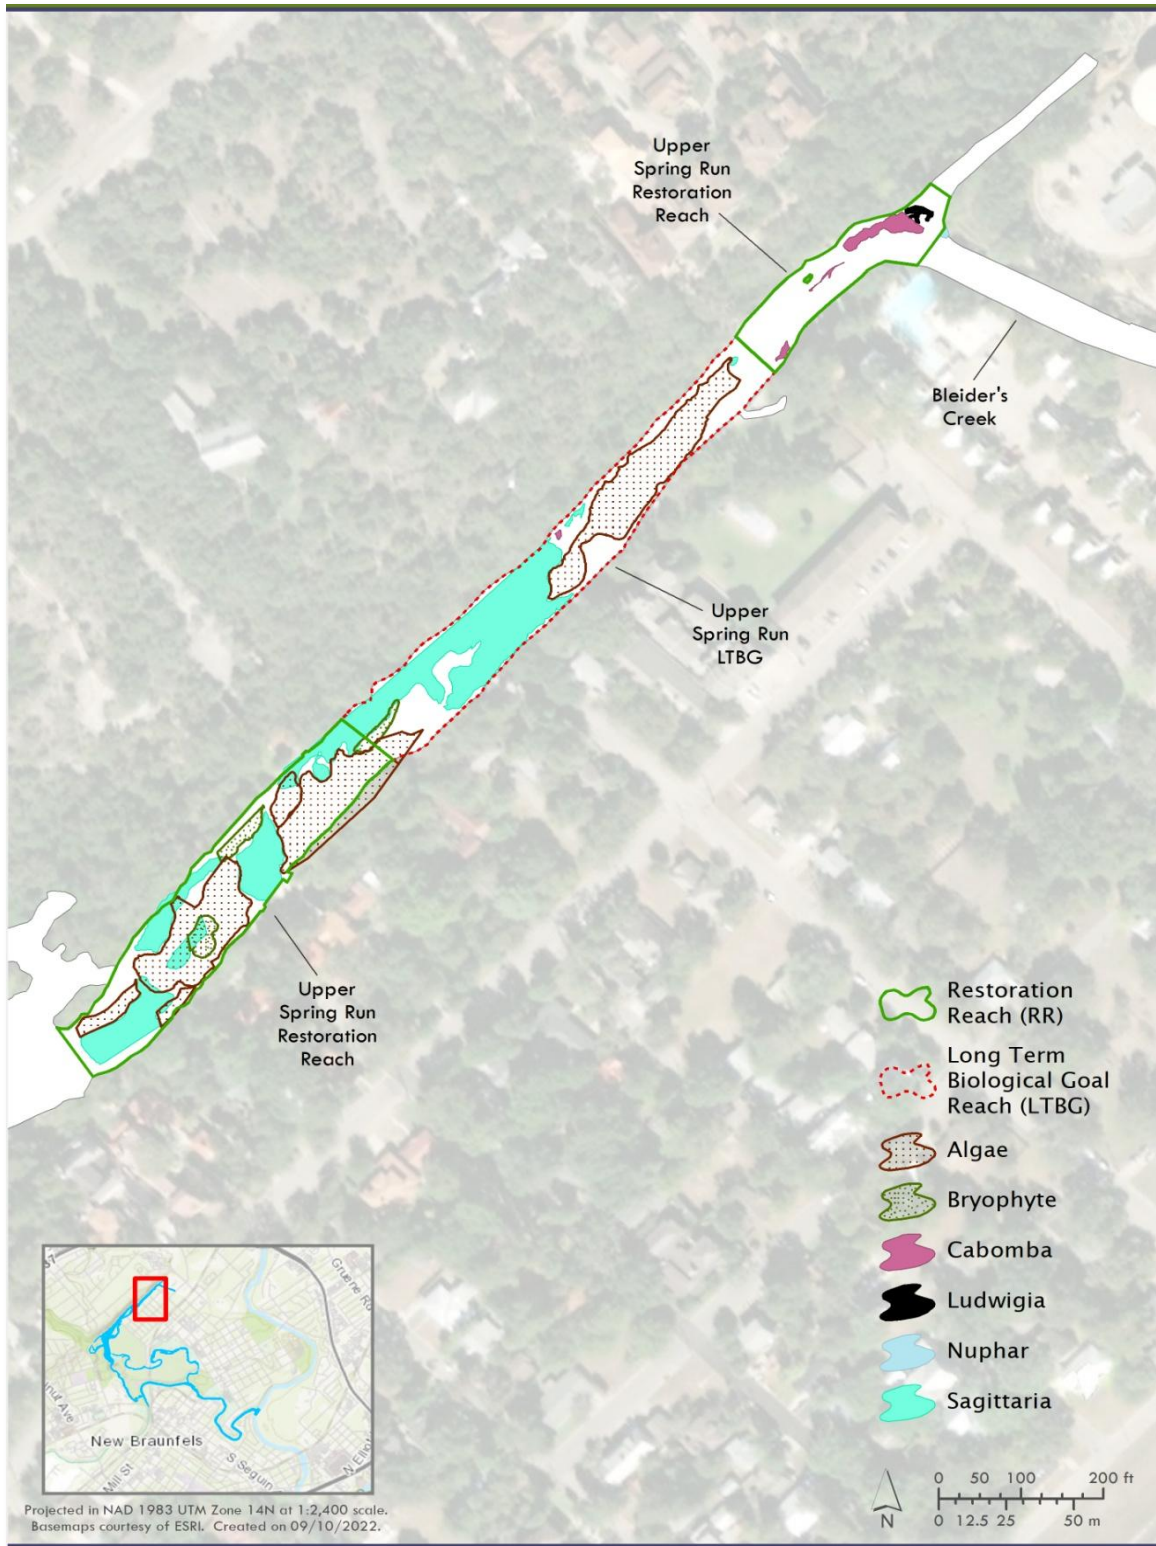 Upper
Spring Run
Restoration
Reach
Bleider's
Creek
Upper
Spring Run
LTBG
Upper
Spring Run
Restoration
Reach
Restoration
Reach (RR)
Long Term
Biological Goal
Reach (LTBG)
Algae
Bryophyte
Cabomba
Ludwigia
Nuphar
Sagittaria
Gruene Rd
New Braunfels
Mill St
S Seguin
Projected in NAD 1983 UTM Zone 14N at 1:2,400 scale.
Basemaps courtesy of ESRI. Created on 09/10/2022.
N
0 50 100 200 ft
0 12.5 25 50 m